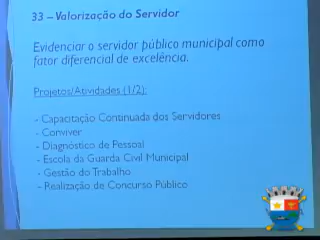 33 – Valorização do Servidor
Evidenciar o servidor público municipal como
fator diferencial de excelência.
Projetos/Atividades (1/2):
- Capacitação Continuada dos Servidores
- Conviver
- Diagnóstico de Pessoal
- Escola da Guarda Civil Municipal
- Gestão do Trabalho
- Realização de Concurso Público